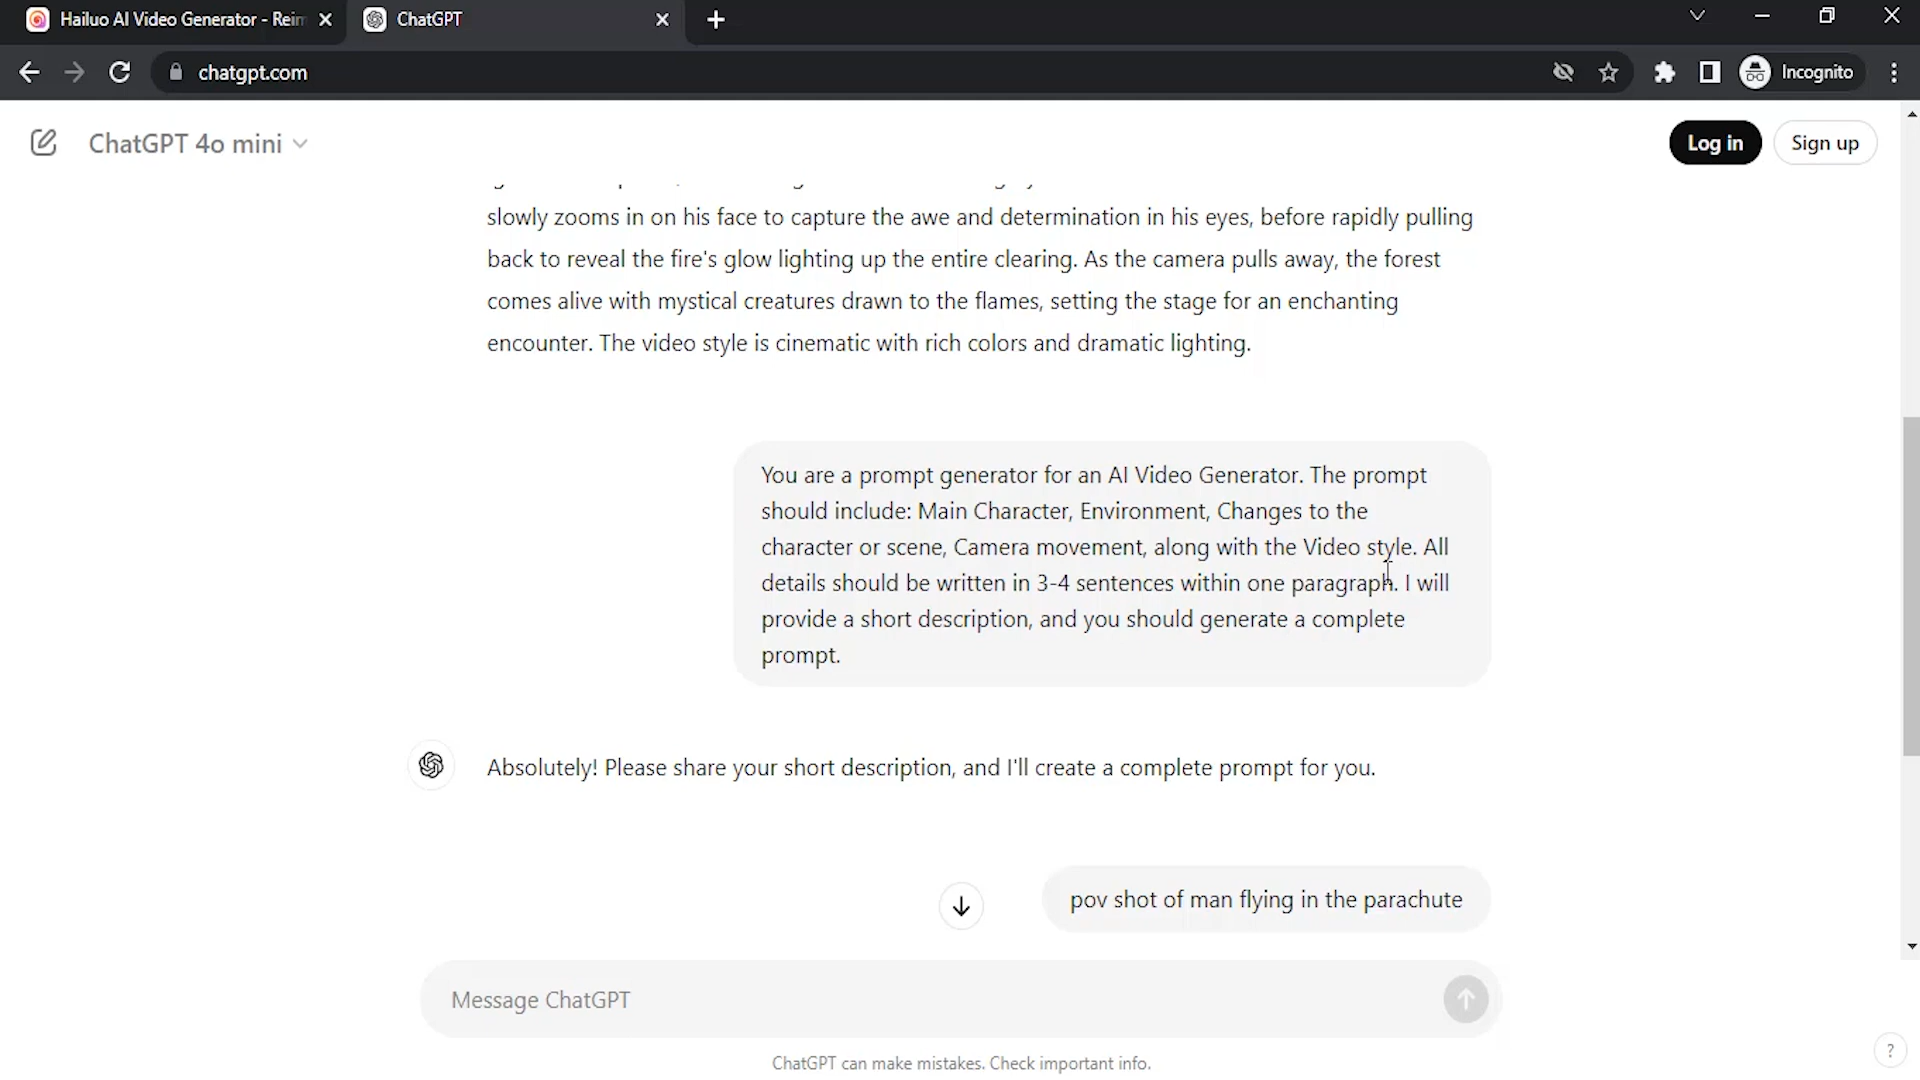 Hailuo AI Video Generator - Rein
ChatGPT
chatgpt.com
Incognito
ChatGPT 4o mini
Log in
Sign up
slowly zooms in on his face to capture the awe and determination in his eyes, before rapidly pulling
back to reveal the fire's glow lighting up the entire clearing. As the camera pulls away, the forest
comes alive with mystical creatures drawn to the flames, setting the stage for an enchanting
encounter. The video style is cinematic with rich colors and dramatic lighting.
You are a prompt generator for an AI Video Generator. The prompt
should include: Main Character, Environment, Changes to the
character or scene, Camera movement, along with the Video style. All
details should be written in 3-4 sentences within one paragraph. I will
provide a short description, and you should generate a complete
prompt.
Absolutely! Please share your short description, and I'll create a complete prompt for you.
pov shot of man flying in the parachute
Message ChatGPT
ChatGPT can make mistakes. Check important info.
?